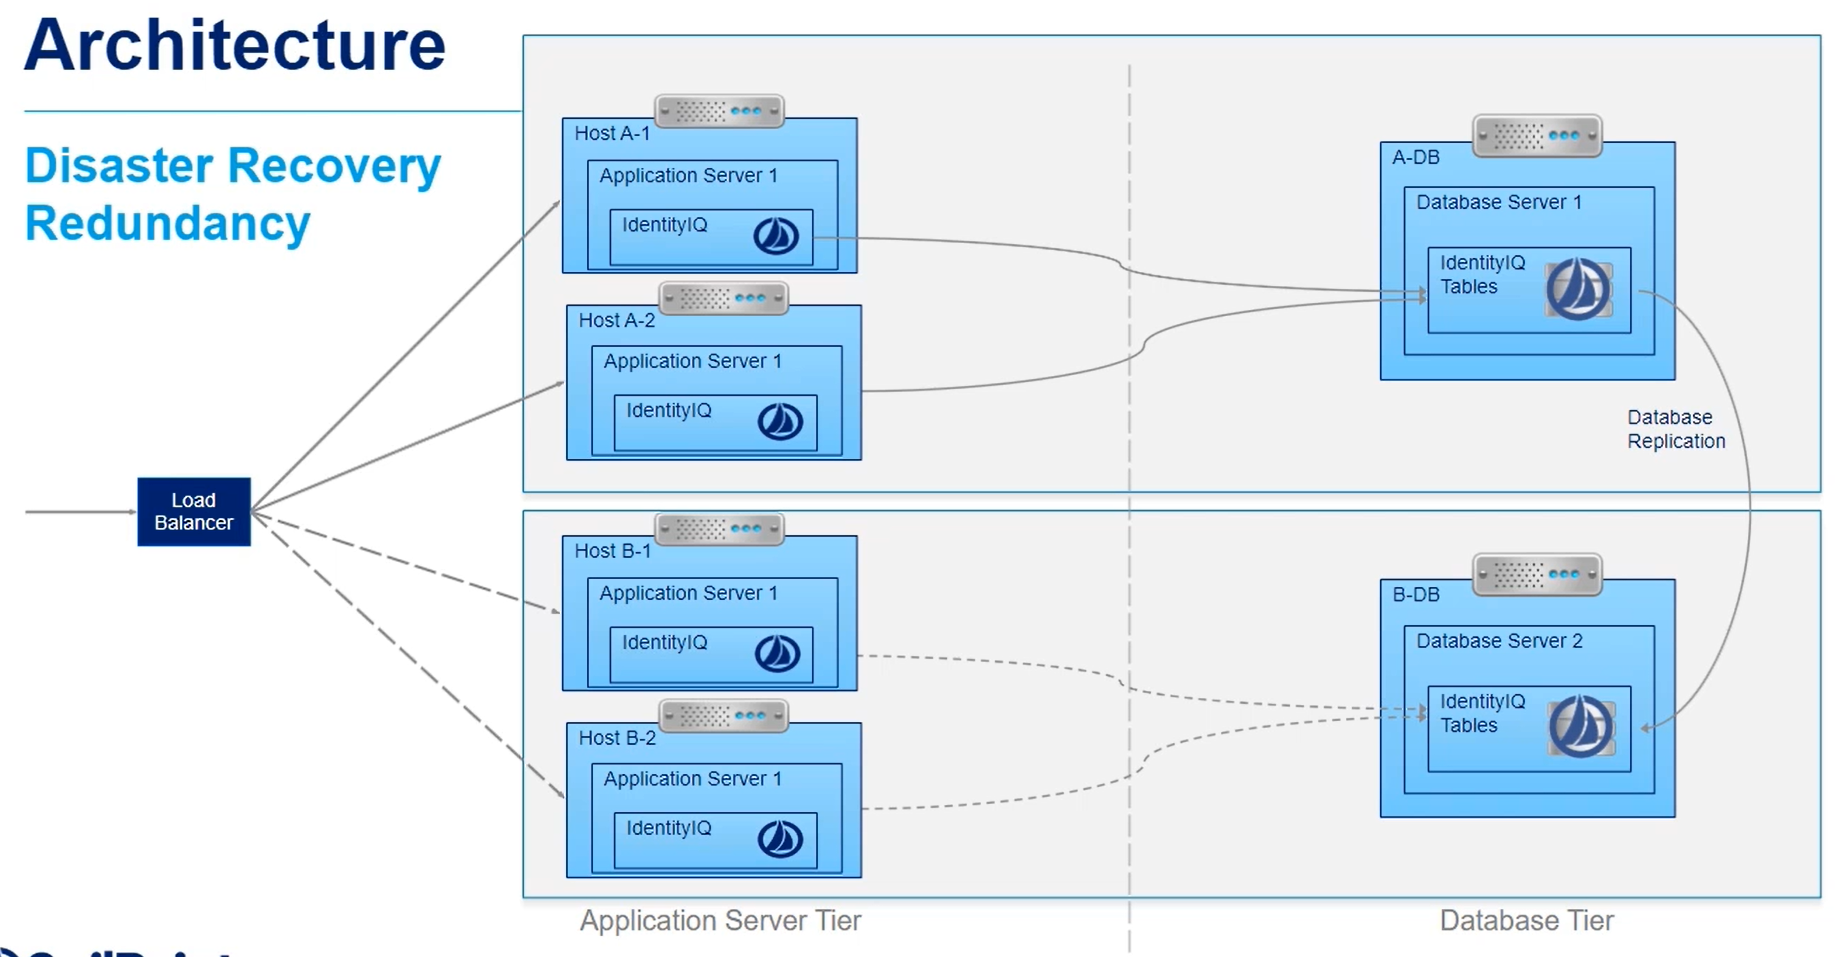 Architecture
Disaster Recovery
Redundancy
Host A-1
Application Server 1
IdentityIQ
Host A-2
Application Server 1
IdentityIQ
A-DB
Database Server 1
IdentityIQ
Tables
Database
Replication
Load
Balancer
Host B-1
Application Server 1
IdentityIQ
Host B-2
Application Server 1
IdentityIQ
B-DB
Database Server 2
IdentityIQ
Tables
Application Server Tier
Database Tier